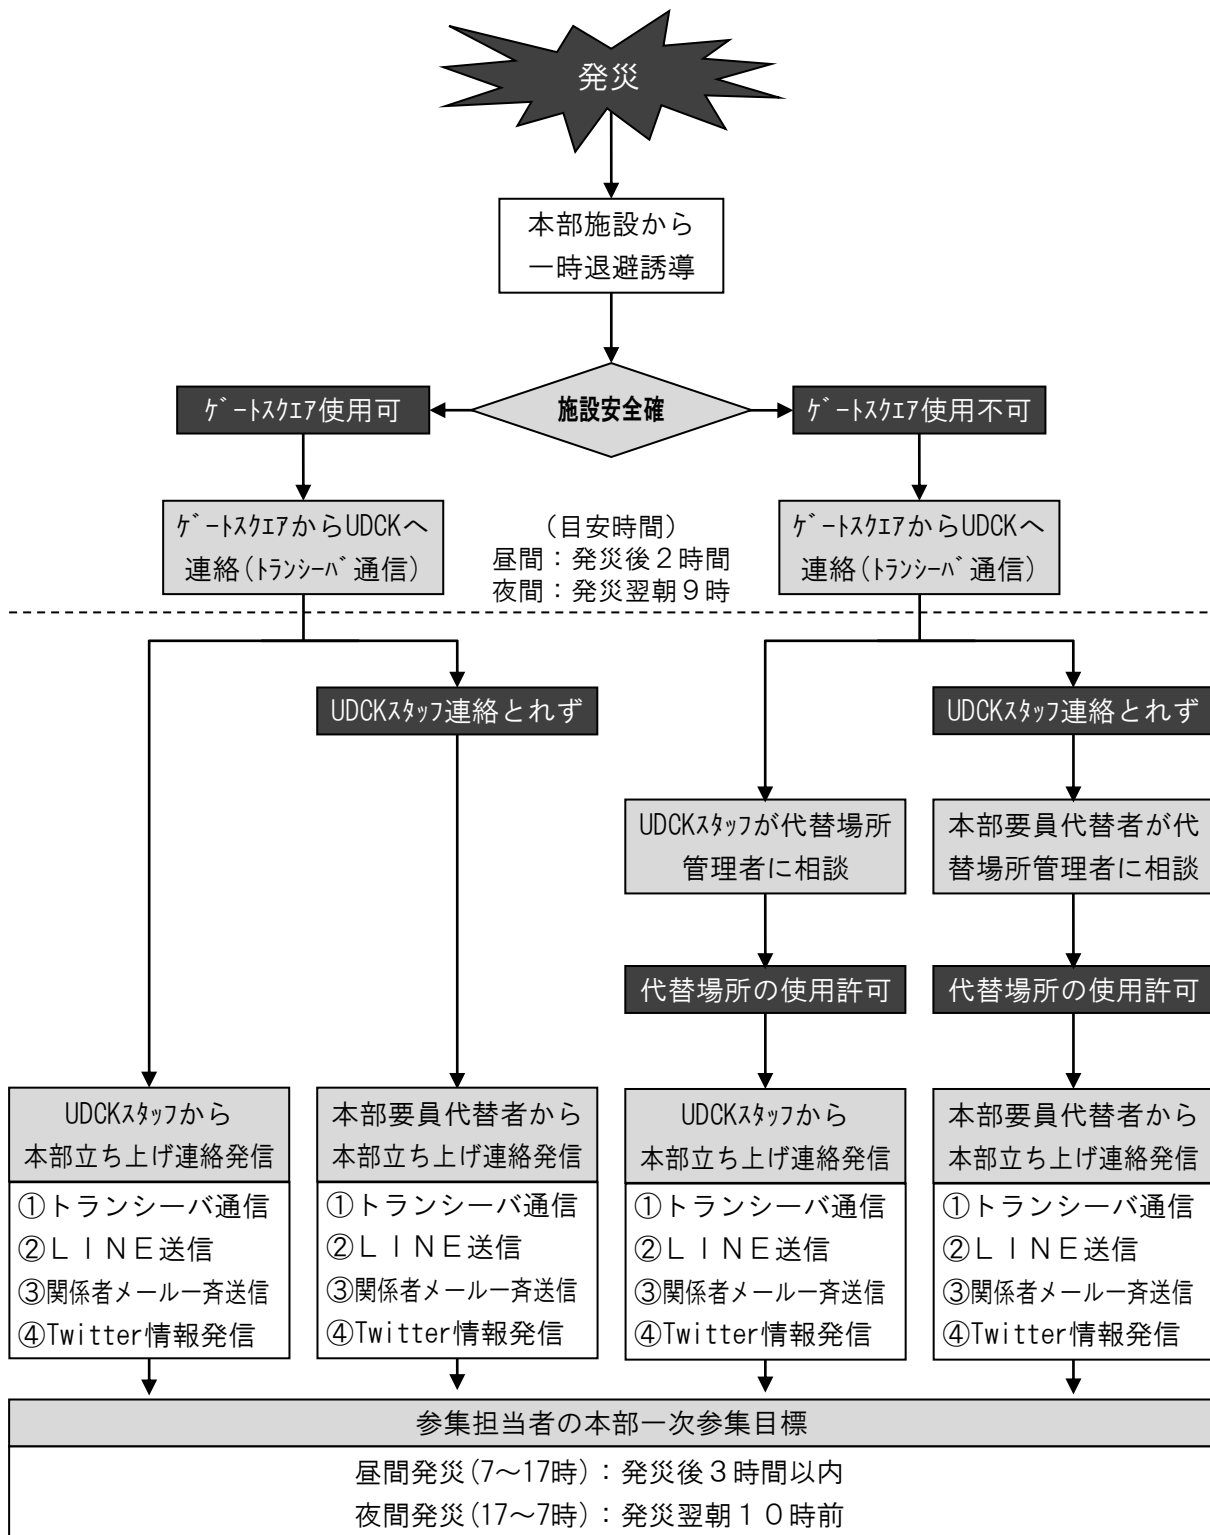 発災
本部施設から
一時退避誘導
施設安全確
ｹﾞｰﾄｽｸｴｱ使用可
ｹﾞｰﾄｽｸｴｱ使用不可
ｹﾞｰﾄｽｸｴｱからUDCKへ
連絡(ﾄランｼｰﾊﾞ通信)
（目安時間）
昼間：発災後２時間
夜間：発災翌朝９時
ｹﾞｰﾄｽｸｴｱからUDCKへ
連絡(ﾄﾗﾝｼｰﾊﾞ通信)
UDCKｽﾀｯﾌ連絡とれず
UDCKｽﾀｯﾌ連絡とれず
UDCKｽﾀｯﾌが代替場所
管理者に相談
本部要員代替者が代
替場所管理者に相談
代替場所の使用許可
代替場所の使用許可
UDCKｽﾀｯﾌから
本部立ち上げ連絡発信
①トランシーバ通信
②ＬＩＮＥ送信
③関係者メール一斉送信
④Twitter情報発信
本部要員代替者から
本部立ち上げ連絡発信
①トランシーバ通信
②ＬＩＮＥ送信
③関係者メール一斉送信
④Twitter情報発信
UDCKｽﾀｯﾌから
本部立ち上げ連絡発信
①トランシーバ通信
②ＬＩＮＥ送信
③関係者メール一斉送信
④Twitter情報発信
本部要員代替者から
本部立ち上げ連絡発信
①トランシーバ通信
②ＬＩＮＥ送信
③関係者メール一斉送信
④Twitter情報発信
参集担当者の本部一次参集目標
昼間発災(7～17時)：発災後３時間以内
夜間発災(17～7時)：発災翌朝１０時前